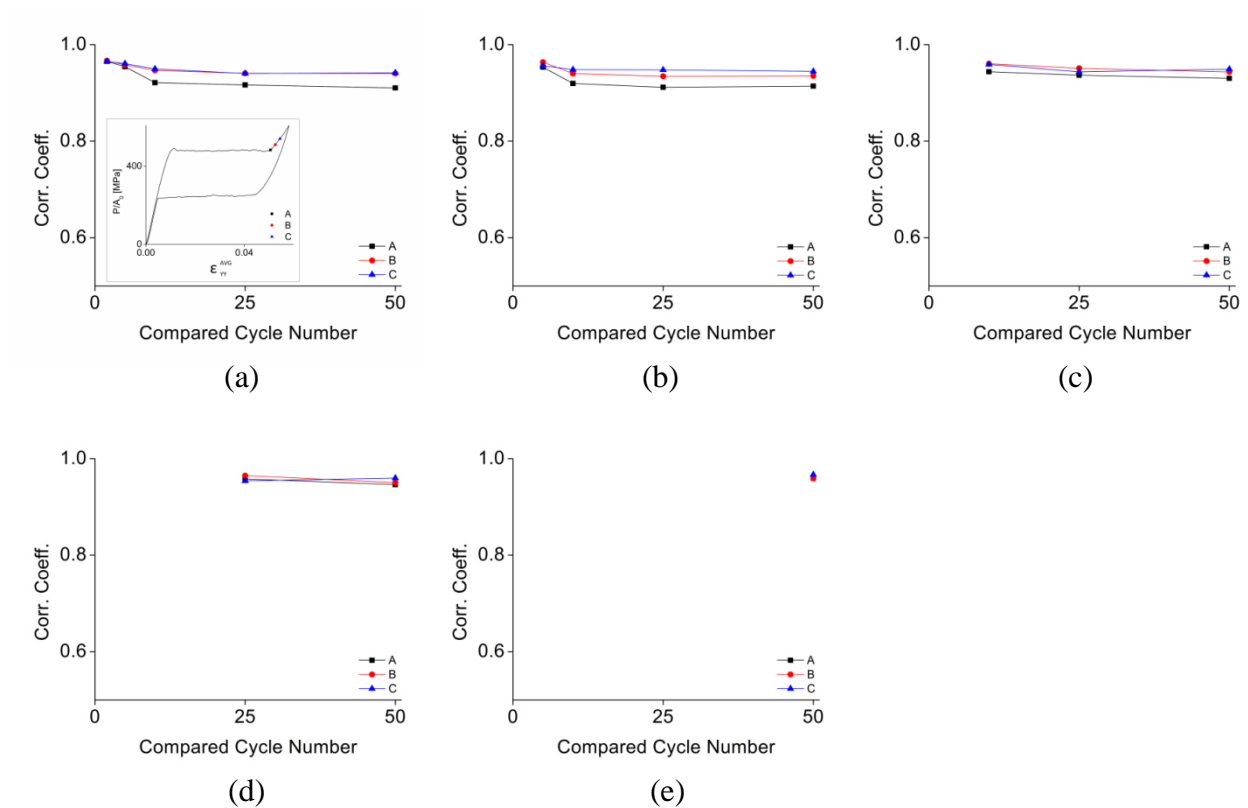 1.0
0.8
0.6
Corr. Coeff.
P/A0 [MPa]
400
0
0.00
0.04
ε AVG YY
A
B
C
A
B
C
0
25
50
Compared Cycle Number
(a)
1.0
0.8
0.6
Corr. Coeff.
A
B
C
0
25
50
Compared Cycle Number
(b)
1.0
0.8
0.6
Corr. Coeff.
A
B
C
0
25
50
Compared Cycle Number
(c)
1.0
0.8
0.6
Corr. Coeff.
A
B
C
0
25
50
Compared Cycle Number
(d)
1.0
0.8
0.6
Corr. Coeff.
A
B
C
0
25
50
Compared Cycle Number
(e)